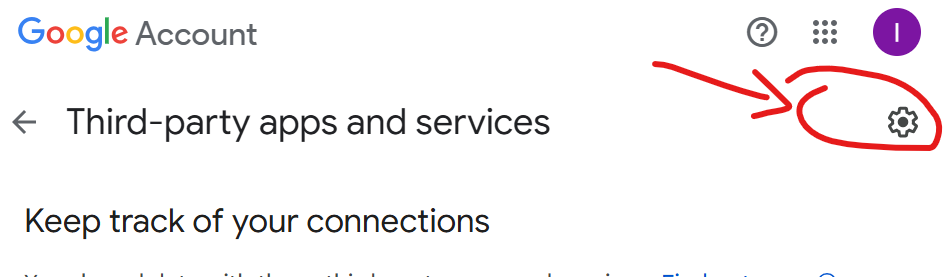 Google Account
I
Third-party apps and services
Keep track of your connections